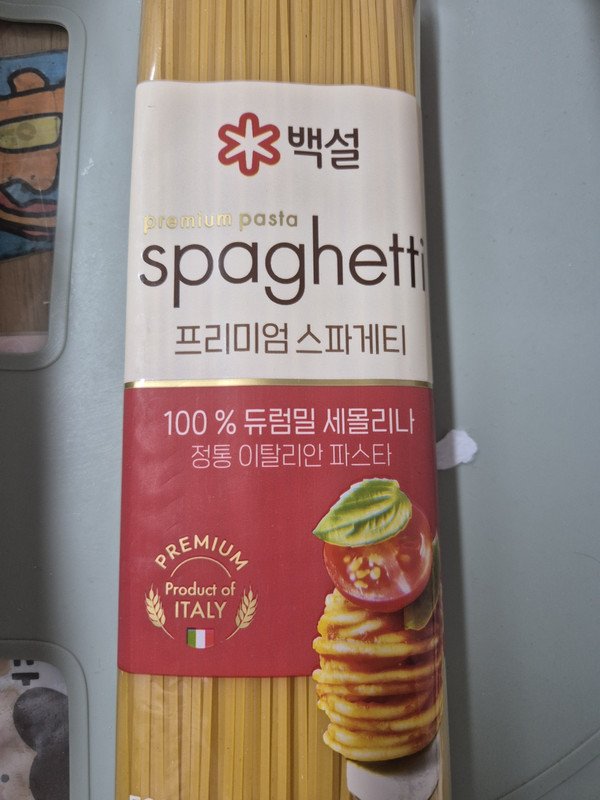 백설
premium pasta
spaghetti
프리미엄 스파게티
100 % 듀럼밀 세몰리나
정통 이탈리안 파스타
PREMIUM
Product of
ITALY